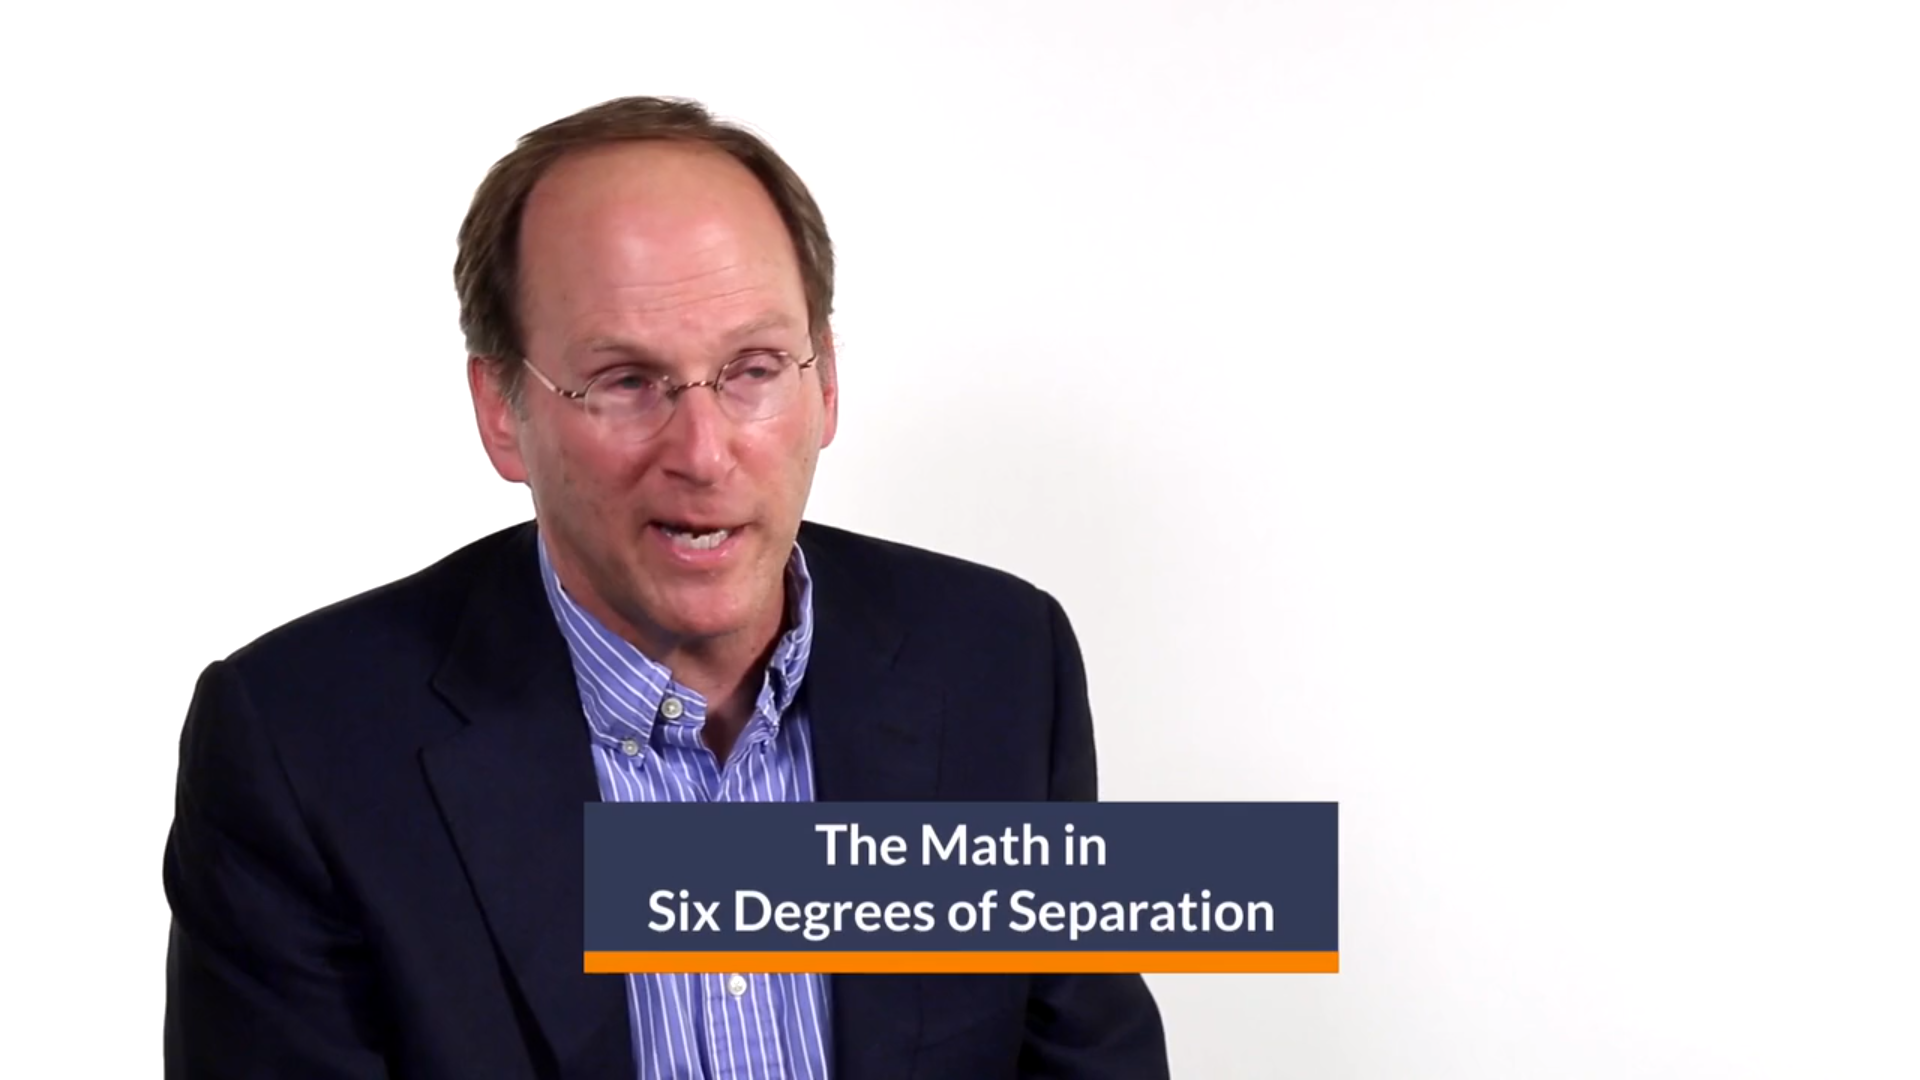 The Math in
Six Degrees of Separation